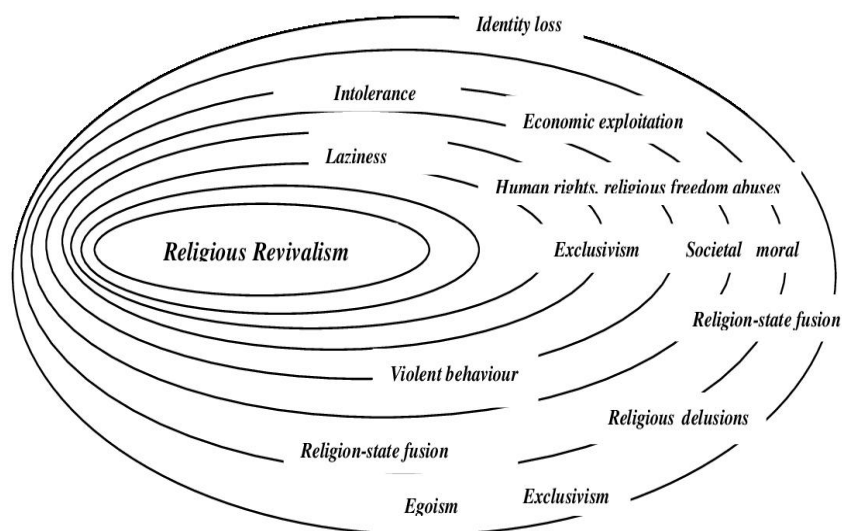 Identity loss
Intolerance
Economic exploitation
Laziness
Human rights, religious freedom abuses
Religious Revivalism
Exclusivism
Societal moral
Religion-state fusion
Violent behaviour
Religious delusions
Religion-state fusion
Exclusivism
Egoism